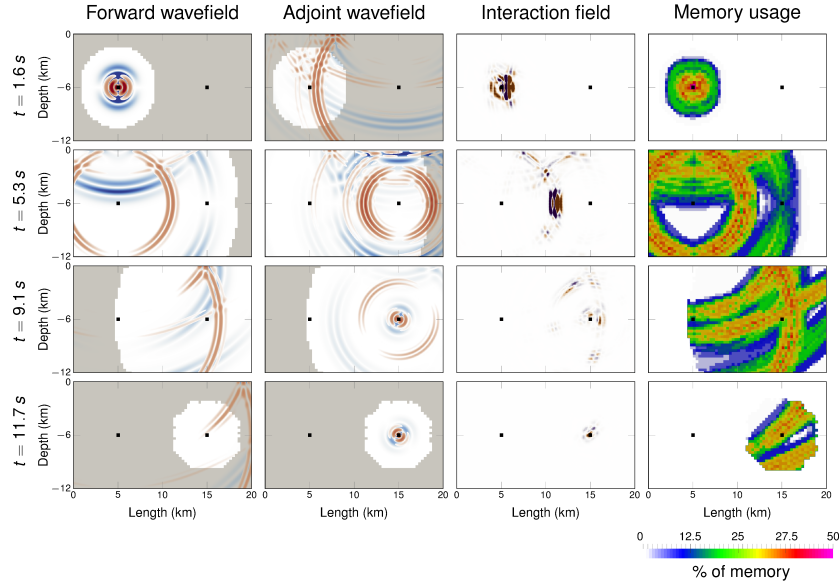 Forward wavefield Adjoint wavefield Interaction field Memory usage
t = 1.6 s
Depth (km)
0
−6
−12
t = 5.3 s
Depth (km)
0
−6
−12
t = 9.1 s
Depth (km)
0
−6
−12
t = 11.7 s
Depth (km)
0
−6
−12
0 5 10 15 20 0 5 10 15 20 0 5 10 15 20 0 5 10 15 20
Length (km) Length (km) Length (km) Length (km)
0 12.5 25 27.5 50
% of memory